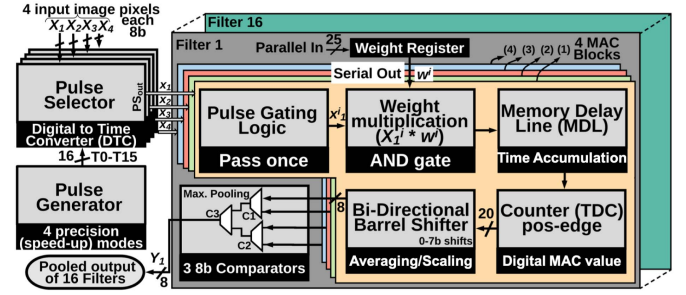 4 input image pixels
each
8b
X1 X2 X3 X4
Pulse
Selector
PSout
Digital to Time
Converter (DTC)
16 T0-T15
Pulse
Generator
4 precision
(speed-up) modes
Pooled output
of 16 Filters
Y1
8
X1
X2
X3
X4
Filter 16
Filter 1
Parallel In
25
Weight Register
Serial Out
w^i
(4) (3) (2) (1)
4 MAC
Blocks
Pulse Gating
Logic
Pass once
x^i_1
Weight
multiplication
(X1^i * w^i)
AND gate
Memory Delay
Line (MDL)
Time Accumulation
Max. Pooling
C3
C1
C2
3 8b Comparators
8
Bi-Directional
Barrel Shifter
0-7b shifts
Averaging/Scaling
20
Counter (TDC)
pos-edge
Digital MAC value